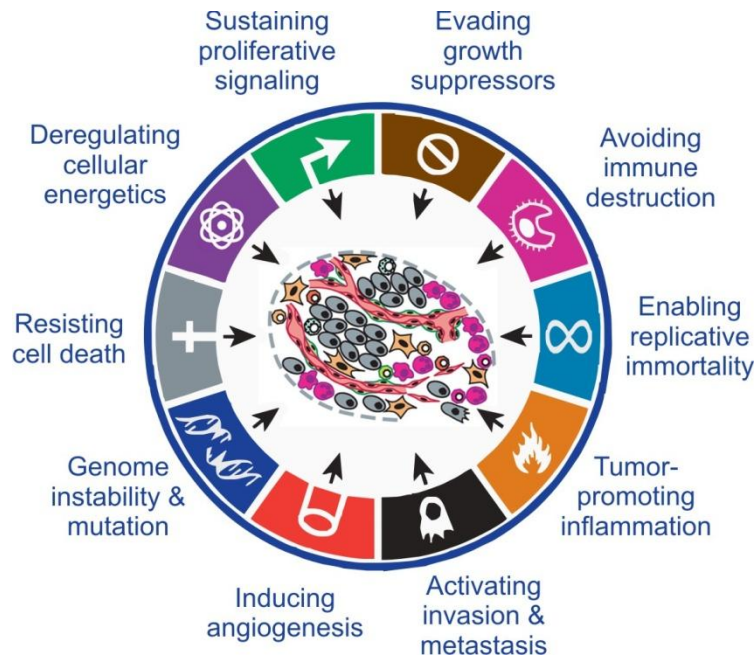 Sustaining
proliferative
signaling
Evading
growth
suppressors
Deregulating
cellular
energetics
Avoiding
immune
destruction
Resisting
cell death
Enabling
replicative
immortality
Genome
instability &
mutation
Tumor-
promoting
inflammation
Inducing
angiogenesis
Activating
invasion &
metastasis